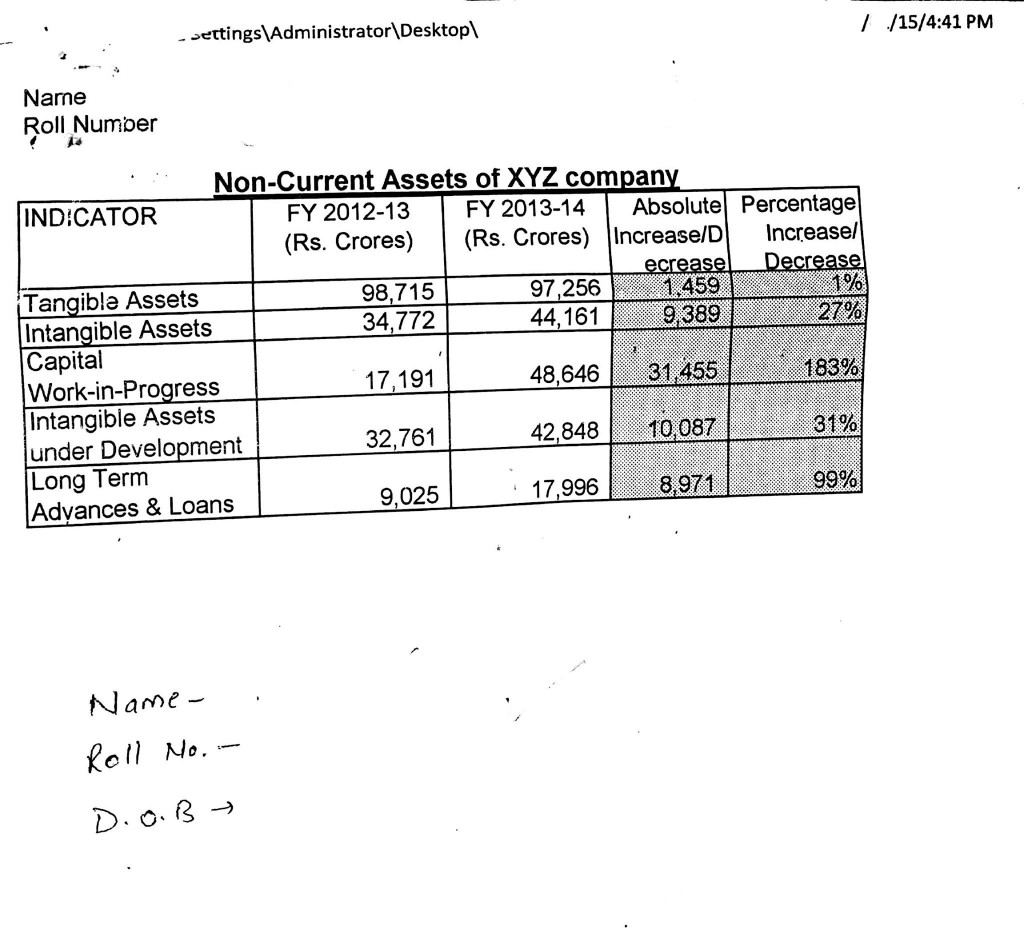 ettings\Administrator\Desktop\
/ /15/4:41 PM
Name
Roll Number
Non-Current Assets of XYZ company
INDICATOR FY 2012-13 FY 2013-14 Absolute Percentage
(Rs. Crores) (Rs. Crores) Increase/D Increase/
ecrease Decrease
Tangible Assets 98,715 97,256 1,459 1%
Intangible Assets 34,772 44,161 9,389 27%
Capital
Work-in-Progress 17,191 48,646 31,455 183%
Intangible Assets
under Development 32,761 42,848 10,087 31%
Long Term
Advances & Loans 9,025 17,996 8,971 99%
Name -
Roll No. -
D.O.B →